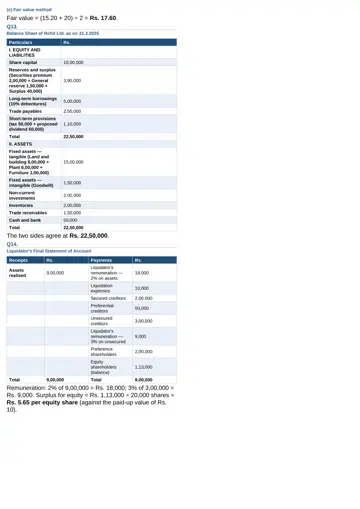 (c) Fair value method
Fair value = (15.20 + 20) ÷ 2 = Rs. 17.60.
Q13.
Balance Sheet of Rohit Ltd. as on 31.3.2025
Particulars Rs.
I. EQUITY AND
LIABILITIES
Share capital 10,00,000
Reserves and surplus
(Securities premium
2,00,000 + General
reserve 1,50,000 +
Surplus 40,000)
3,90,000
Long-term borrowings
(10% debentures)
5,00,000
Trade payables 2,50,000
Short-term provisions
(tax 50,000 + proposed
dividend 60,000)
1,10,000
Total 22,50,000
II. ASSETS
Fixed assets —
tangible (Land and
building 8,00,000 +
Plant 6,00,000 +
Furniture 1,00,000)
15,00,000
Fixed assets —
intangible (Goodwill)
1,50,000
Non-current
investments
2,00,000
Inventories 2,00,000
Trade receivables 1,50,000
Cash and bank 50,000
Total 22,50,000
The two sides agree at Rs. 22,50,000.
Q14.
Liquidator's Final Statement of Account
Receipts Rs. Payments Rs.
Assets
realised
9,00,000
Liquidator's
remuneration —
2% on assets
18,000
Liquidation
expenses
10,000
Secured creditors 2,00,000
Preferential
creditors
50,000
Unsecured
creditors
3,00,000
Liquidator's
remuneration —
3% on unsecured
9,000
Preference
shareholders
2,00,000
Equity
shareholders
(balance)
1,13,000
Total 9,00,000 Total 9,00,000
Remuneration: 2% of 9,00,000 = Rs. 18,000; 3% of 3,00,000 =
Rs. 9,000. Surplus for equity = Rs. 1,13,000 ÷ 20,000 shares =
Rs. 5.65 per equity share (against the paid-up value of Rs.
10).